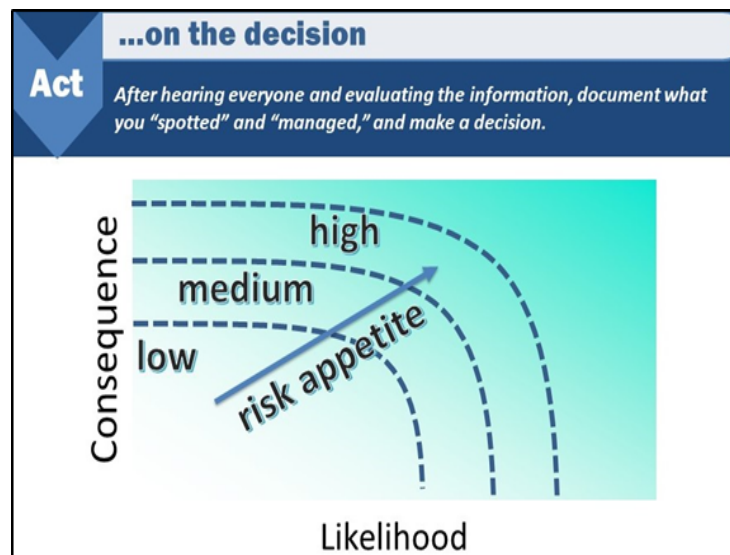 ...on the decision
Act
After hearing everyone and evaluating the information, document what
you “spotted” and “managed,” and make a decision.
Consequence
high
medium
low
risk appetite
Likelihood